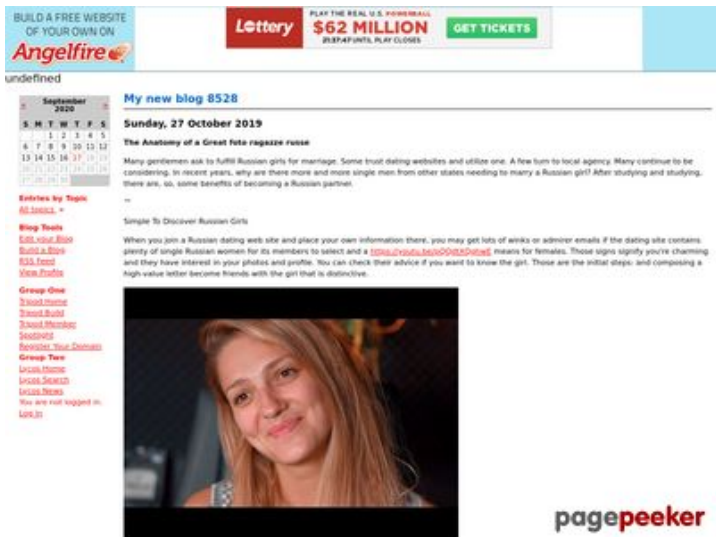 BUILD A FREE WEBSITE
OF YOUR OWN ON
Angelfire
Lottery
PLAY THE REAL U.S. POWERBALL
$62 MILLION
21:37:47 UNTIL PLAY CLOSES
GET TICKETS
undefined
September
2020
S M T W T F S
1 2 3 4 5
6 7 8 9 10 11 12
13 14 15 16 17 18 19
20 21 22 23 24 25 26
27 28 29 30
Entries by Topic
All topics «
Blog Tools
Edit your Blog
Build a Blog
RSS Feed
View Profile
Group One
Tripod Home
Tripod Build
Tripod Member
Spotlight
Register Your Domain
Group Two
Lycos Home
Lycos Search
Lycos News
You are not logged in.
Log in
My new blog 8528
Sunday, 27 October 2019
The Anatomy of a Great foto ragazze russe
Many gentlemen ask to fulfill Russian girls for marriage. Some trust dating websites and utilize one. A few turn to local agency. Many continue to be
considering. In recent years, why are there more and more single men from other states needing to marry a Russian girl? After studying and studying,
there are, so, some benefits of becoming a Russian partner.
Simple To Discover Russian Girls
When you join a Russian dating web site and place your own information there, you may get lots of winks or admirer emails if the dating site contains
plenty of single Russian women for its members to select and a means for females. Those signs signify you're charming
and they have interest in your photos and profile. You can check their advice if you want to know the girl. Those are the initial steps: and composing a
high-value letter become friends with the girl that is distinctive.
pagepeeker